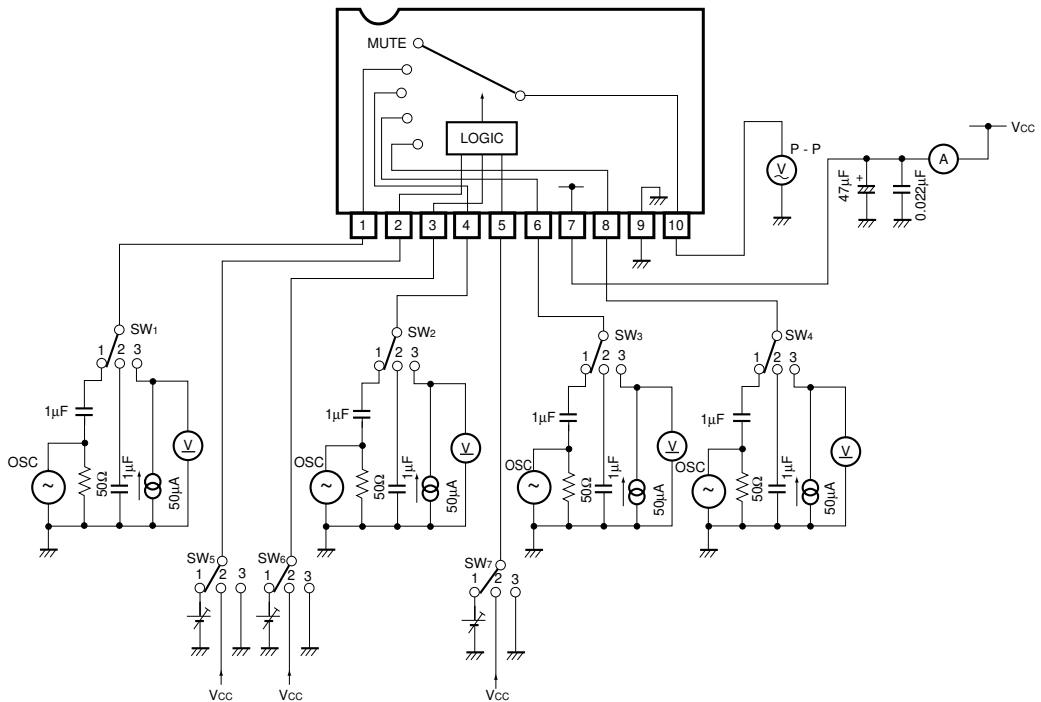 MUTE
LOGIC
1 2 3 4 5 6 7 8 9 10
P - P
V
A
VCC
47μF
+
0.022μF
SW1
1 2 3
1μF
OSC
~
50Ω
1μF
50μA
V
SW2
1 2 3
1μF
OSC
~
50Ω
1μF
50μA
V
SW3
1 2 3
1μF
OSC
~
50Ω
1μF
50μA
V
SW4
1 2 3
1μF
OSC
~
50Ω
1μF
50μA
V
SW5
1 2 3
VCC
SW6
1 2 3
VCC
SW7
1 2 3
VCC